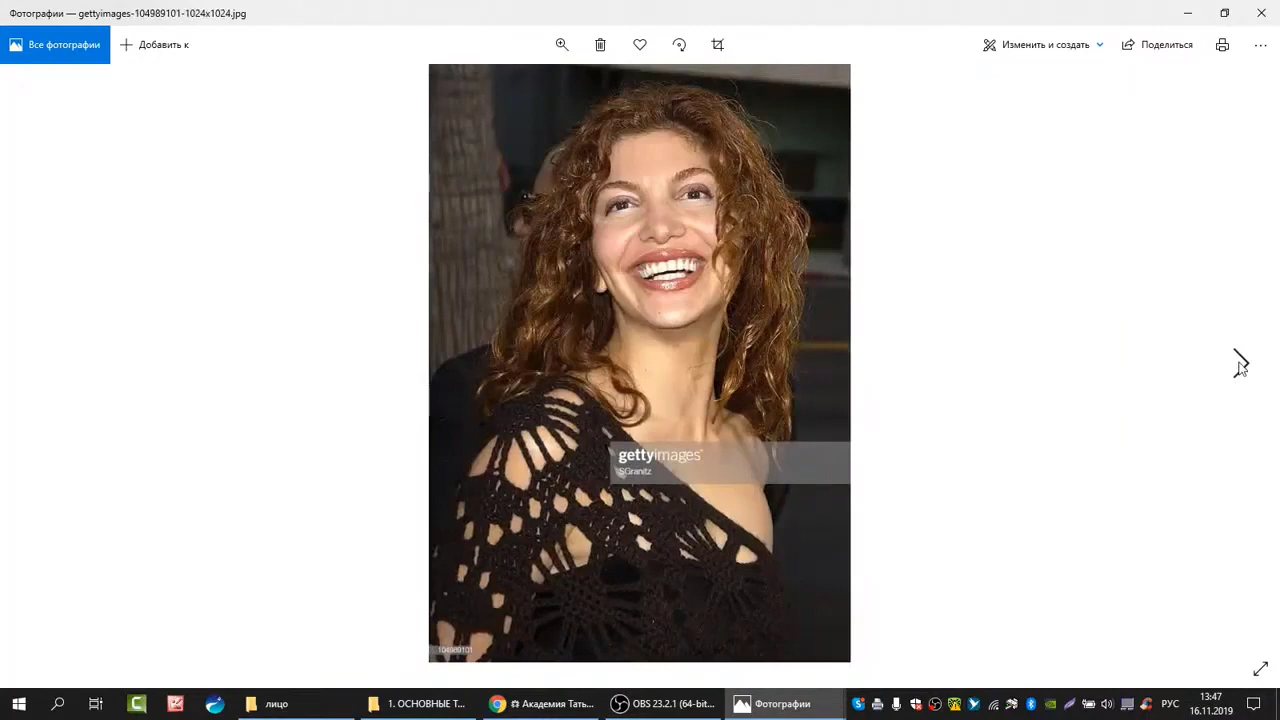 Фотографии — gettyimages-104989101-1024x1024.jpg
Все фотографии
Добавить к
Изменить и создать
Поделиться
gettyimages
SGranitz
104989101
лицо
1. ОСНОВНЫЕ Т...
Академия Тать...
OBS 23.2.1 (64-bit...
Фотографии
РУС
13:47
16.11.2019